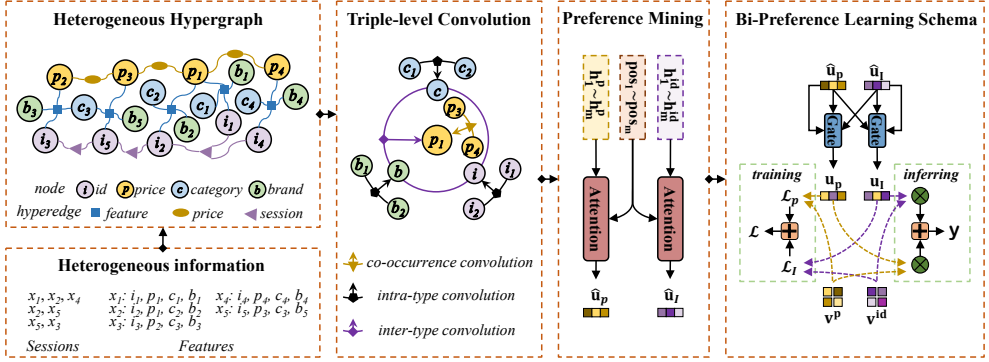 Heterogeneous Hypergraph
p₂ p₃ p₁ b₁ p₄
b₃ c₃ b₅ c₂ b₂ c₁ c₄ b₄
i₃ i₅ i₂ i₁ i₄
node i id p price c category b brand
hyperedge feature price session
Heterogeneous information
x₁, x₂, x₄ x₁: i₁, p₁, c₁, b₁ x₄: i₄, p₄, c₄, b₄
x₂, x₅ x₂: i₂, p₁, c₂, b₂ x₅: i₅, p₃, c₃, b₅
x₅, x₃ x₃: i₃, p₂, c₃, b₃
Sessions Features
Triple-level Convolution
c₁ c₂
c
p₃
p₁ p₄
b₁ b i i₁
b₂ i₂
co-occurrence convolution
intra-type convolution
inter-type convolution
Preference Mining
h₁ᵖ~hₘᵖ
pos₁~posₘ
h₁ⁱᵈ~hₘⁱᵈ
Attention
Attention
ûₚ û_I
Bi-Preference Learning Schema
ûₚ û_I
Gate Gate
training uₚ u_I inferring
ℒₚ
ℒ + + y
ℒ_I
vᵖ vⁱᵈ